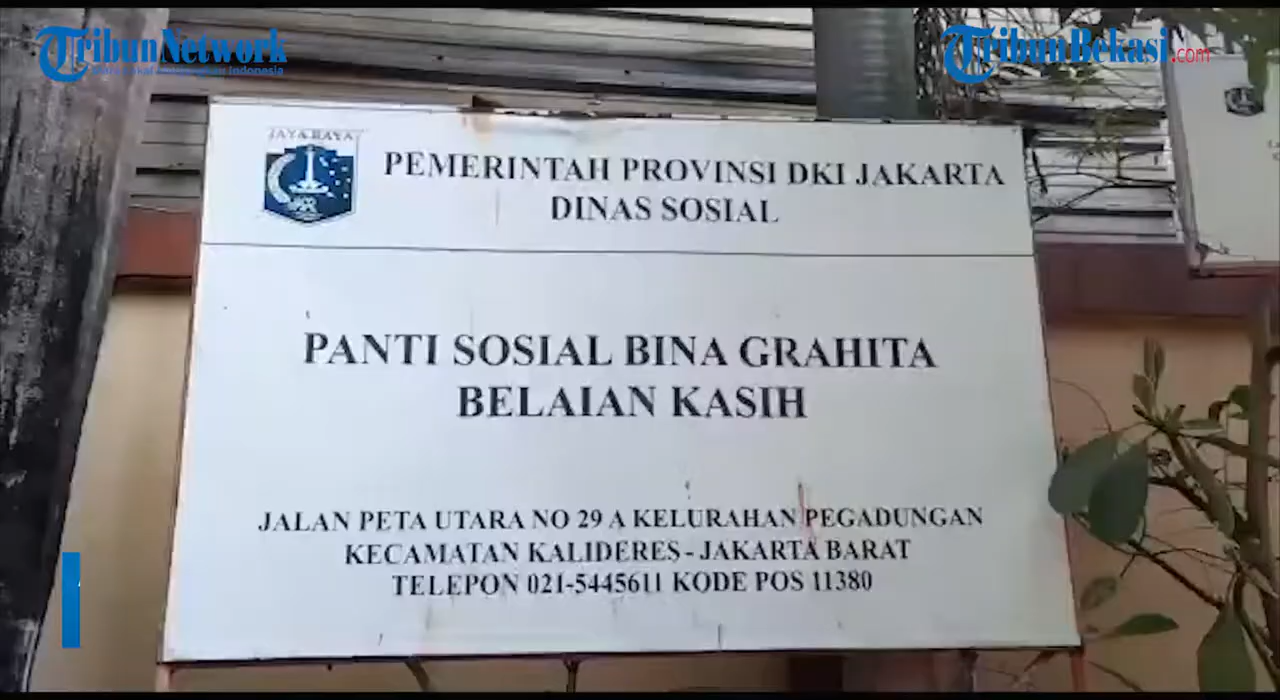 TribunNetwork
TribunBekasi.com
JAYA RAYA
PEMERINTAH PROVINSI DKI JAKARTA
DINAS SOSIAL
PANTI SOSIAL BINA GRAHITA
BELAIAN KASIH
JALAN PETA UTARA NO 29 A KELURAHAN PEGADUNGAN
KECAMATAN KALIDERES - JAKARTA BARAT
TELEPON 021-5445611 KODE POS 11380